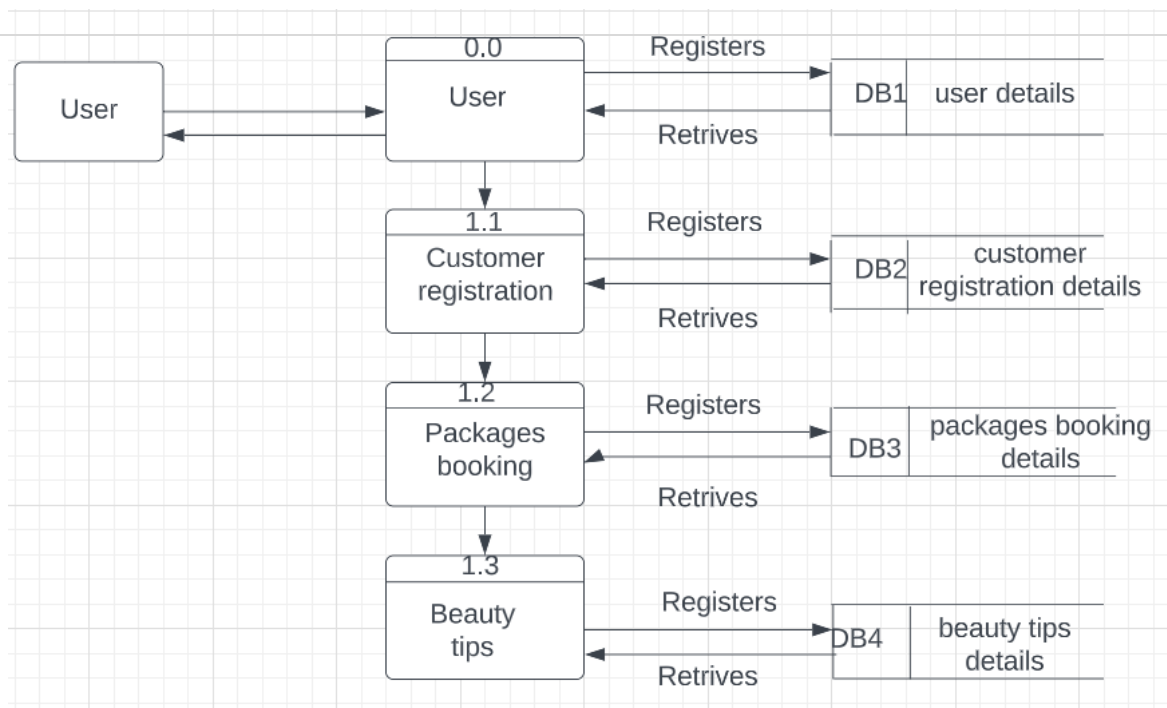 0.0
Registers
User
User
DB1
user details
Retrives
1.1
Registers
Customer
registration
DB2
customer
registration details
Retrives
1.2
Registers
Packages
booking
DB3
packages booking
details
Retrives
1.3
Registers
Beauty
tips
DB4
beauty tips
details
Retrives